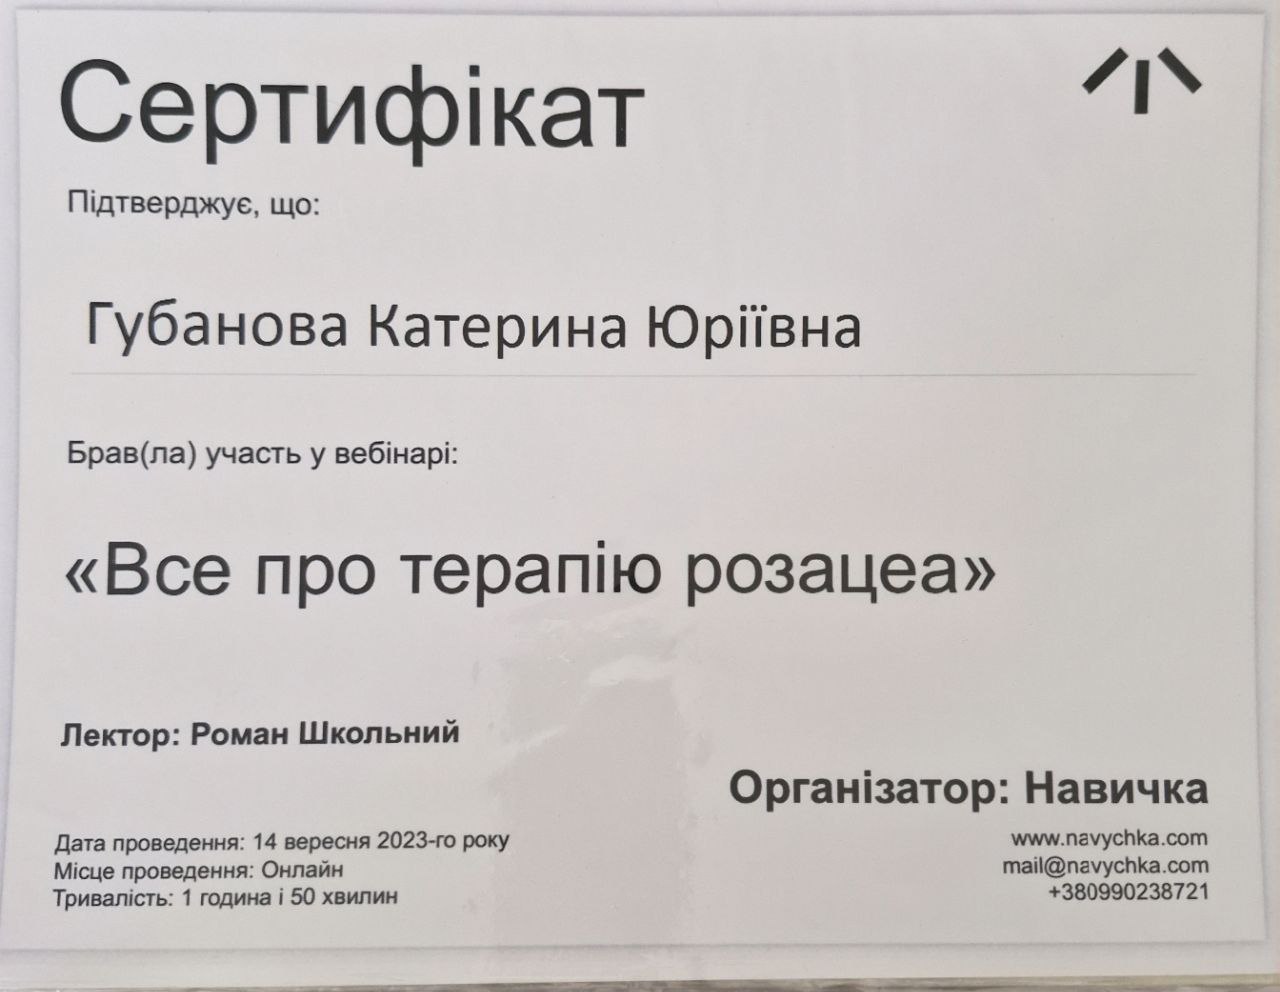 Сертифікат
Підтверджує, що:
Губанова Катерина Юріївна
Брав(ла) участь у вебінарі:
«Все про терапію розацеа»
Лектор: Роман Школьний
Організатор: Навичка
www.navychka.com
mail@navychka.com
+380990238721
Дата проведення: 14 вересня 2023-го року
Місце проведення: Онлайн
Тривалість: 1 година і 50 хвилин